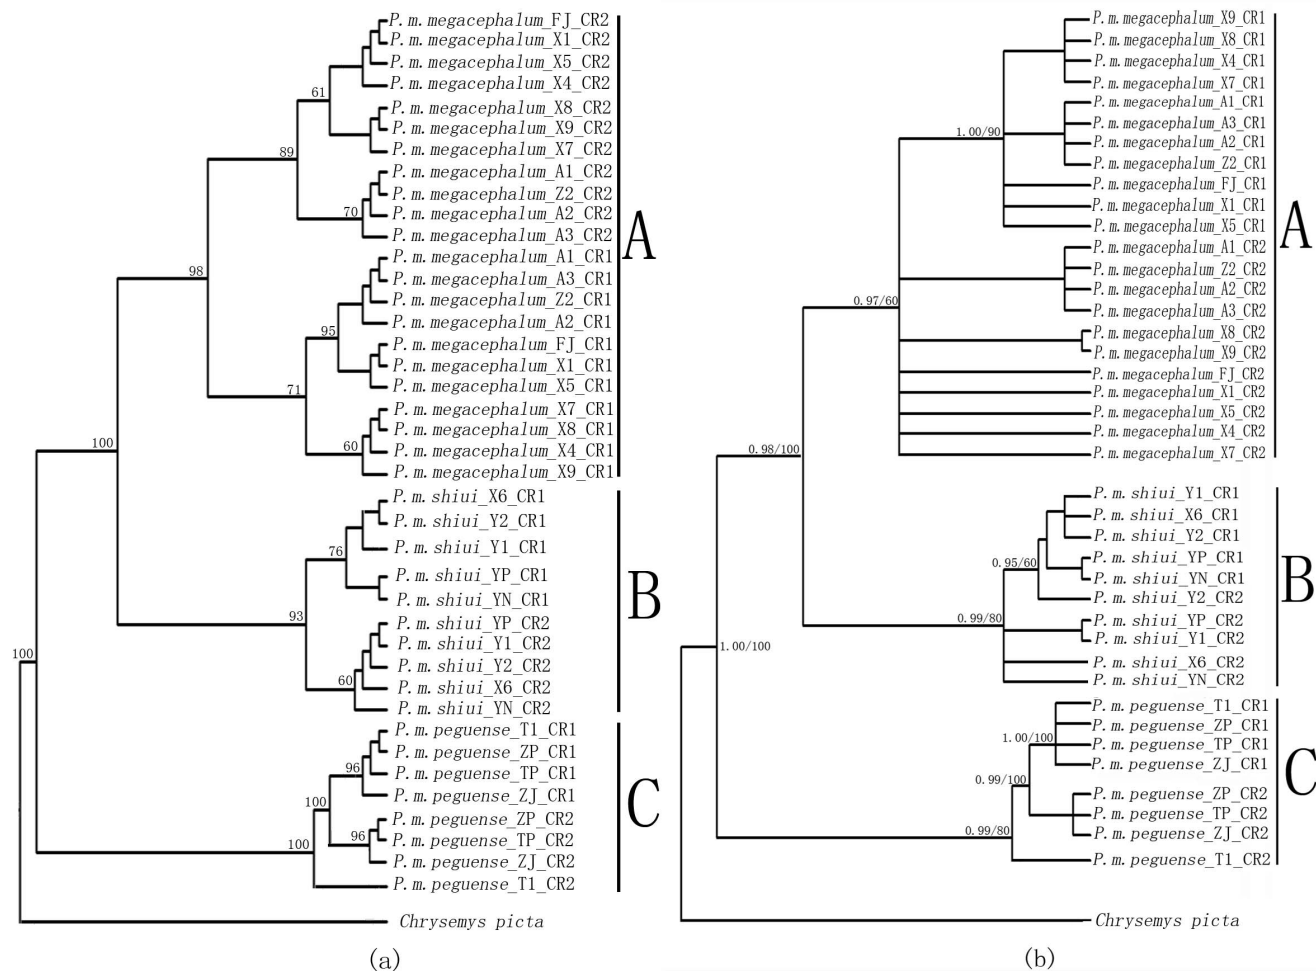 P.m.megacephalum_FJ_CR2
P.m.megacephalum_X1_CR2
P.m.megacephalum_X5_CR2
P.m.megacephalum_X4_CR2
61
P.m.megacephalum_X8_CR2
P.m.megacephalum_X9_CR2
P.m.megacephalum_X7_CR2
89
P.m.megacephalum_A1_CR2
P.m.megacephalum_Z2_CR2
70
P.m.megacephalum_A2_CR2
P.m.megacephalum_A3_CR2
A
98
P.m.megacephalum_A1_CR1
P.m.megacephalum_A3_CR1
P.m.megacephalum_Z2_CR1
P.m.megacephalum_A2_CR1
95
P.m.megacephalum_FJ_CR1
P.m.megacephalum_X1_CR1
P.m.megacephalum_X5_CR1
71
P.m.megacephalum_X7_CR1
P.m.megacephalum_X8_CR1
100
60
P.m.megacephalum_X4_CR1
P.m.megacephalum_X9_CR1
P.m.shiui_X6_CR1
P.m.shiui_Y2_CR1
76
P.m.shiui_Y1_CR1
P.m.shiui_YP_CR1
P.m.shiui_YN_CR1
B
93
P.m.shiui_YP_CR2
P.m.shiui_Y1_CR2
P.m.shiui_Y2_CR2
100
60
P.m.shiui_X6_CR2
P.m.shiui_YN_CR2
P.m.peguense_T1_CR1
P.m.peguense_ZP_CR1
96
P.m.peguense_TP_CR1
P.m.peguense_ZJ_CR1
C
100
P.m.peguense_ZP_CR2
96
P.m.peguense_TP_CR2
100
P.m.peguense_ZJ_CR2
P.m.peguense_T1_CR2
Chrysemys picta
(a)
P.m.megacephalum_X9_CR1
P.m.megacephalum_X8_CR1
P.m.megacephalum_X4_CR1
P.m.megacephalum_X7_CR1
P.m.megacephalum_A1_CR1
P.m.megacephalum_A3_CR1
1.00/90
P.m.megacephalum_A2_CR1
P.m.megacephalum_Z2_CR1
P.m.megacephalum_FJ_CR1
P.m.megacephalum_X1_CR1
P.m.megacephalum_X5_CR1
A
P.m.megacephalum_A1_CR2
P.m.megacephalum_Z2_CR2
P.m.megacephalum_A2_CR2
0.97/60
P.m.megacephalum_A3_CR2
P.m.megacephalum_X8_CR2
P.m.megacephalum_X9_CR2
P.m.megacephalum_FJ_CR2
P.m.megacephalum_X1_CR2
P.m.megacephalum_X5_CR2
P.m.megacephalum_X4_CR2
0.98/100
P.m.megacephalum_X7_CR2
P.m.shiui_Y1_CR1
P.m.shiui_X6_CR1
P.m.shiui_Y2_CR1
0.95/60
P.m.shiui_YP_CR1
P.m.shiui_YN_CR1
B
P.m.shiui_Y2_CR2
0.99/80
P.m.shiui_YP_CR2
P.m.shiui_Y1_CR2
1.00/100
P.m.shiui_X6_CR2
P.m.shiui_YN_CR2
P.m.peguense_T1_CR1
P.m.peguense_ZP_CR1
1.00/100
P.m.peguense_TP_CR1
P.m.peguense_ZJ_CR1
C
0.99/100
P.m.peguense_ZP_CR2
P.m.peguense_TP_CR2
0.99/80
P.m.peguense_ZJ_CR2
P.m.peguense_T1_CR2
Chrysemys picta
(b)